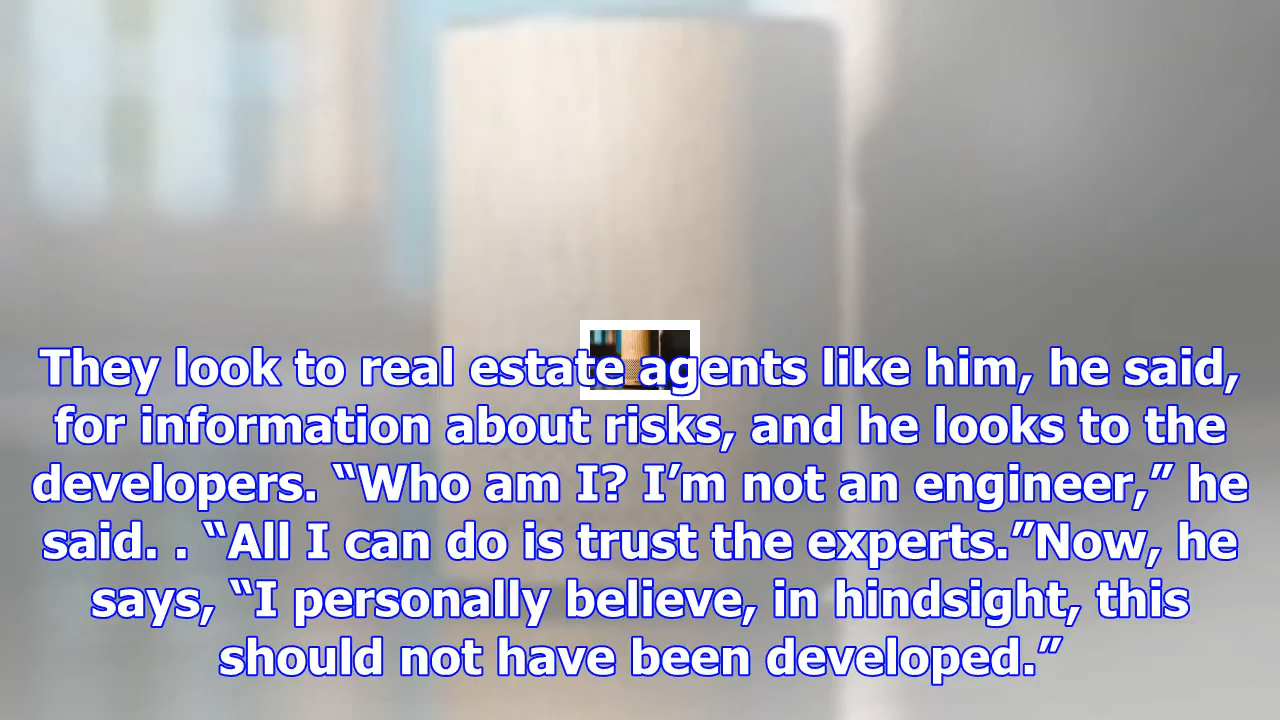 They look to real estate agents like him, he said,
for information about risks, and he looks to the
developers. “Who am I? I’m not an engineer,” he
said. . “All I can do is trust the experts.”Now, he
says, “I personally believe, in hindsight, this
should not have been developed.”